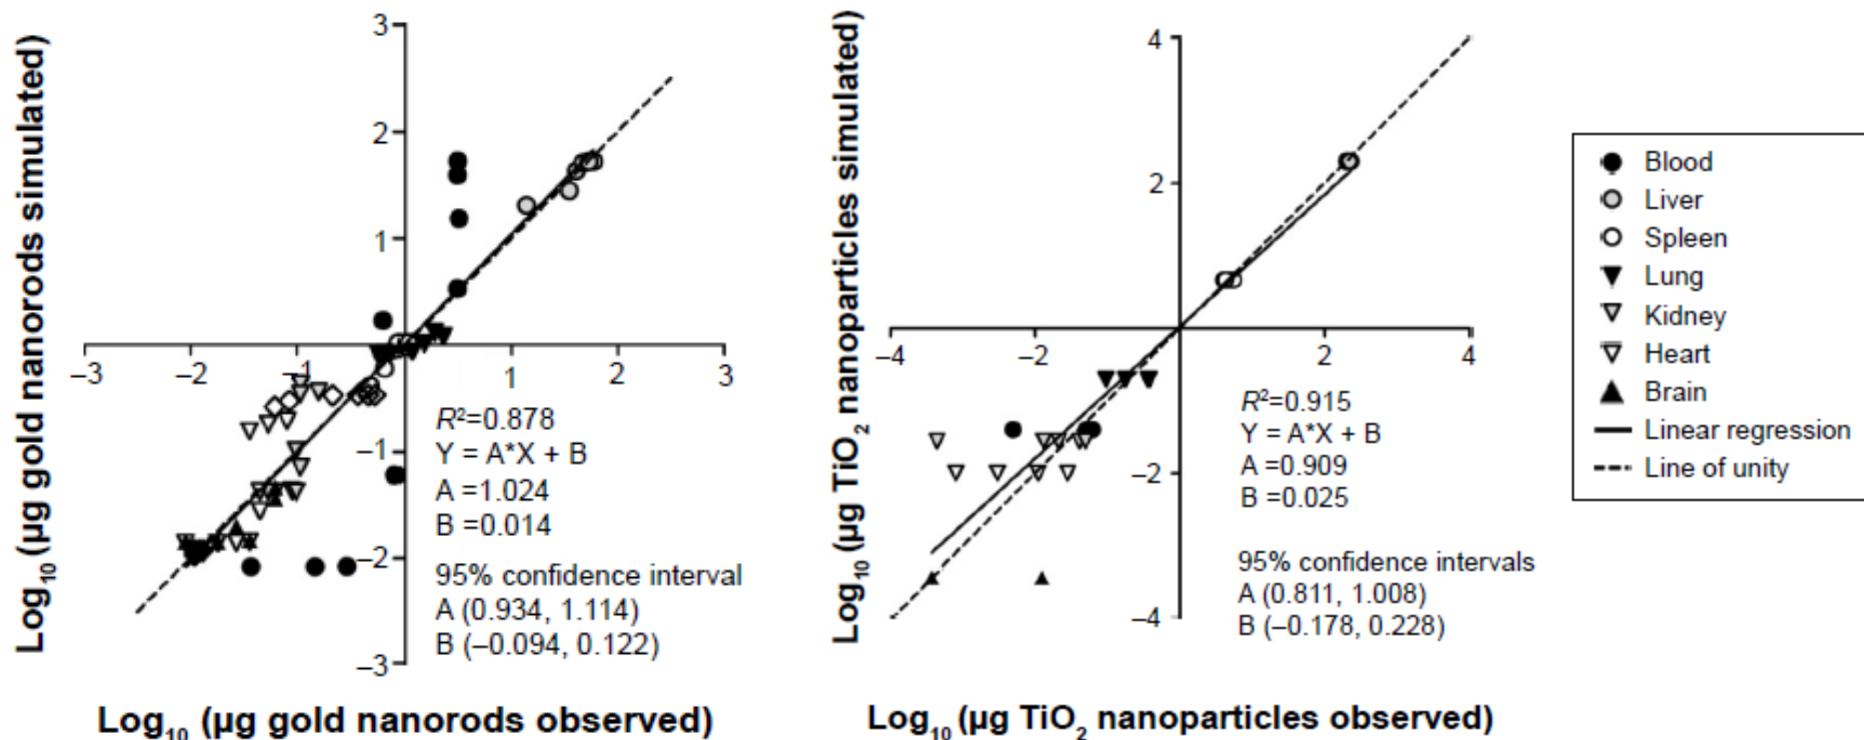 Log10 (µg gold nanorods simulated)
3
2
1
–3
–2
–1
1
2
3
–1
–2
–3
R²=0.878
Y = A*X + B
A =1.024
B =0.014
95% confidence interval
A (0.934, 1.114)
B (–0.094, 0.122)
Log10 (µg gold nanorods observed)
Log10 (µg TiO2 nanoparticles simulated)
4
2
–4
–2
2
4
–2
–4
R²=0.915
Y = A*X + B
A =0.909
B =0.025
95% confidence intervals
A (0.811, 1.008)
B (–0.178, 0.228)
Log10 (µg TiO2 nanoparticles observed)
Blood
Liver
Spleen
Lung
Kidney
Heart
Brain
Linear regression
Line of unity